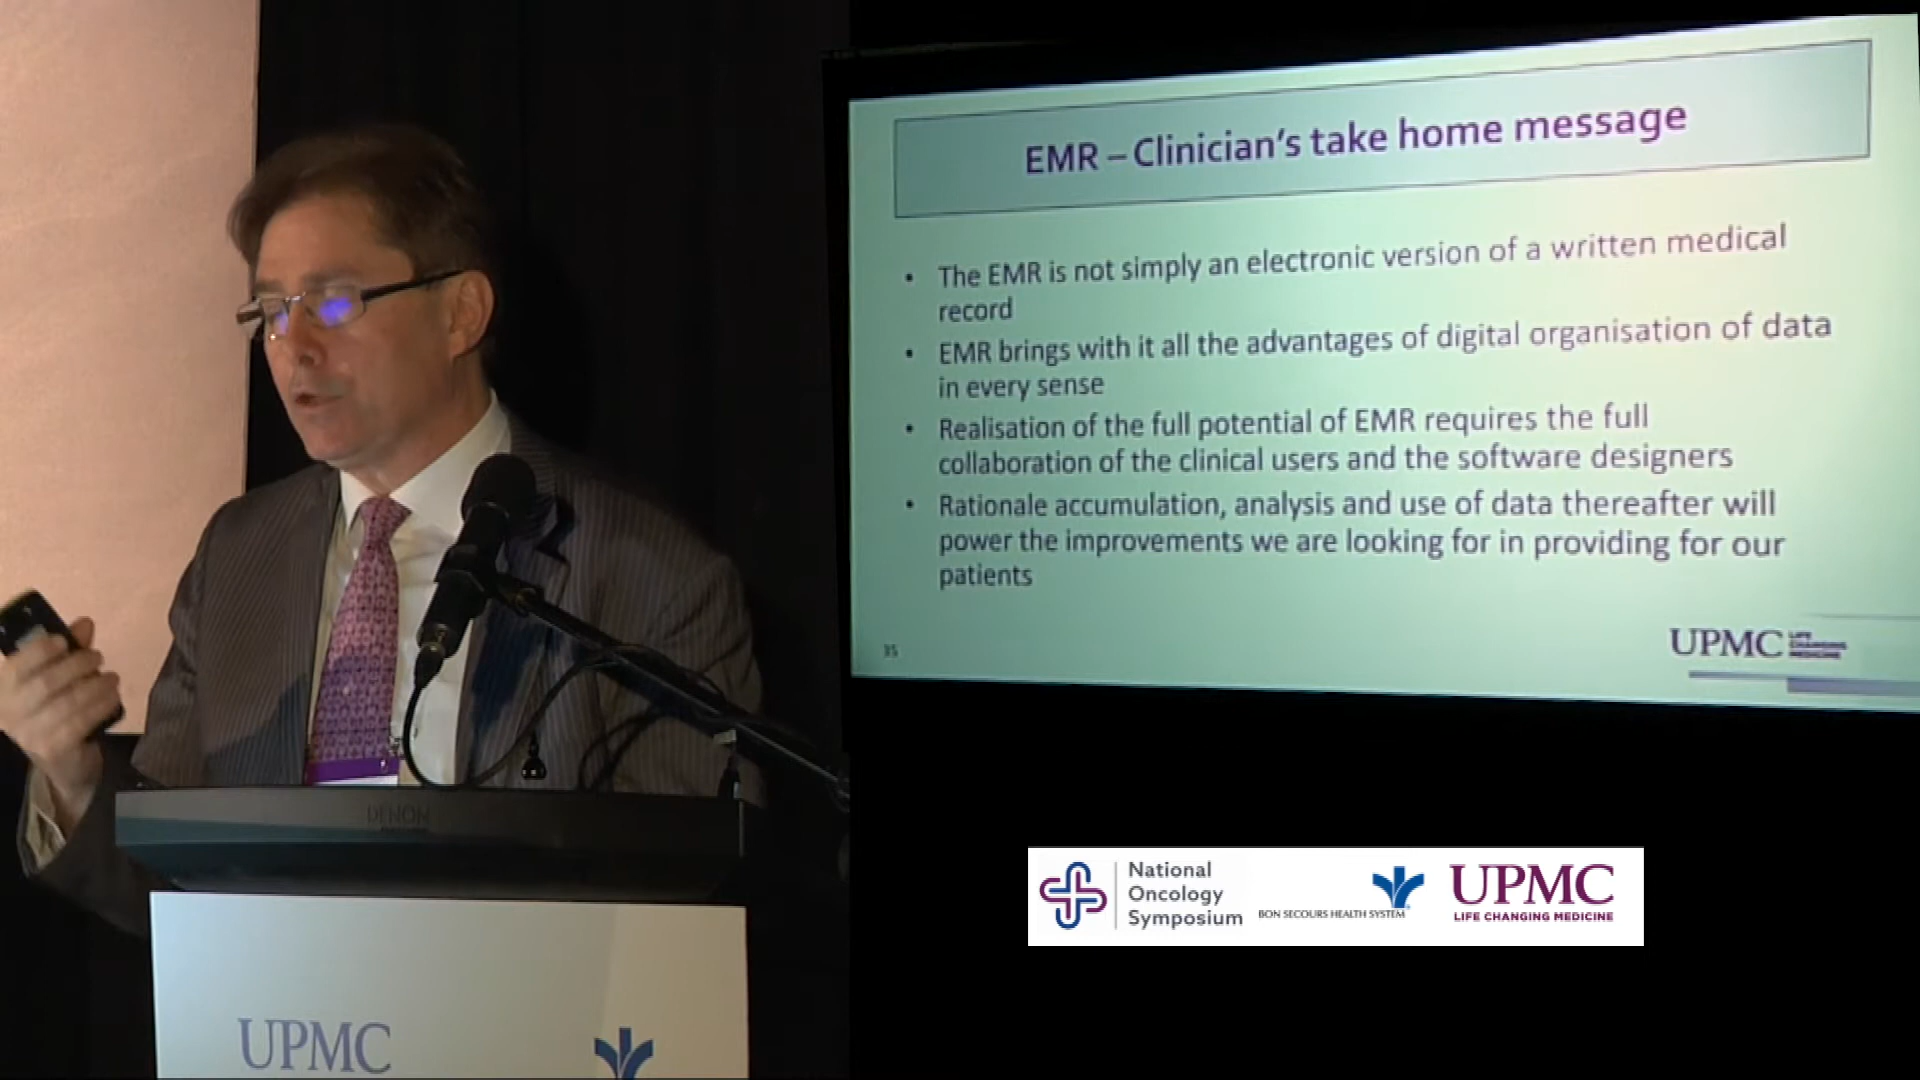 EMR – Clinician's take home message
• The EMR is not simply an electronic version of a written medical
record
• EMR brings with it all the advantages of digital organisation of data
in every sense
• Realisation of the full potential of EMR requires the full
collaboration of the clinical users and the software designers
• Rationale accumulation, analysis and use of data thereafter will
power the improvements we are looking for in providing for our
patients
35
UPMC LIFE
CHANGING
MEDICINE
DENON
National
Oncology
Symposium
BON SECOURS HEALTH SYSTEM
UPMC
LIFE CHANGING MEDICINE
UPMC